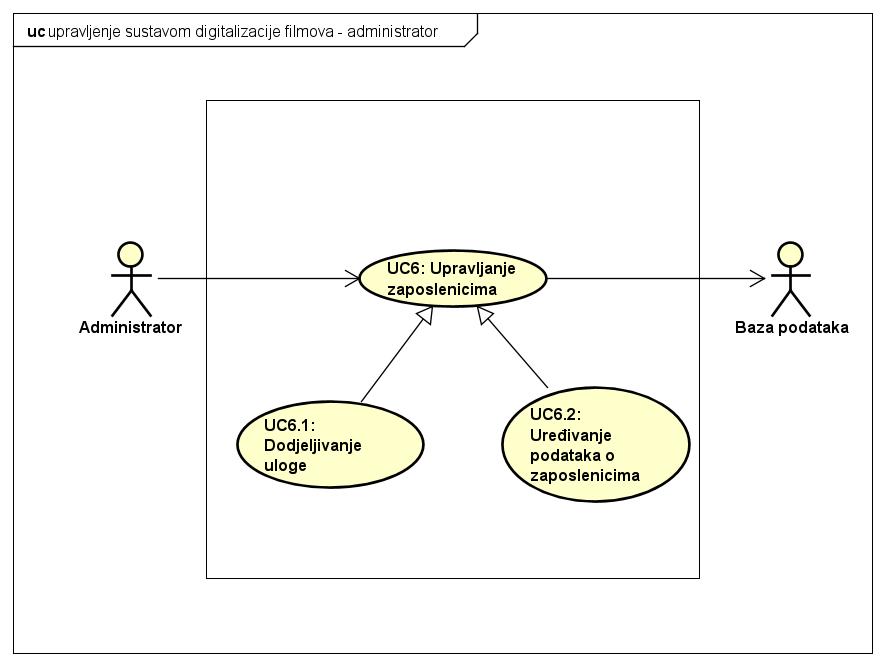 uc upravljenje sustavom digitalizacije filmova - administrator
UC6: Upravljanje
zaposlenicima
Administrator
Baza podataka
UC6.1:
Dodjeljivanje
uloge
UC6.2:
Uređivanje
podataka o
zaposlenicima